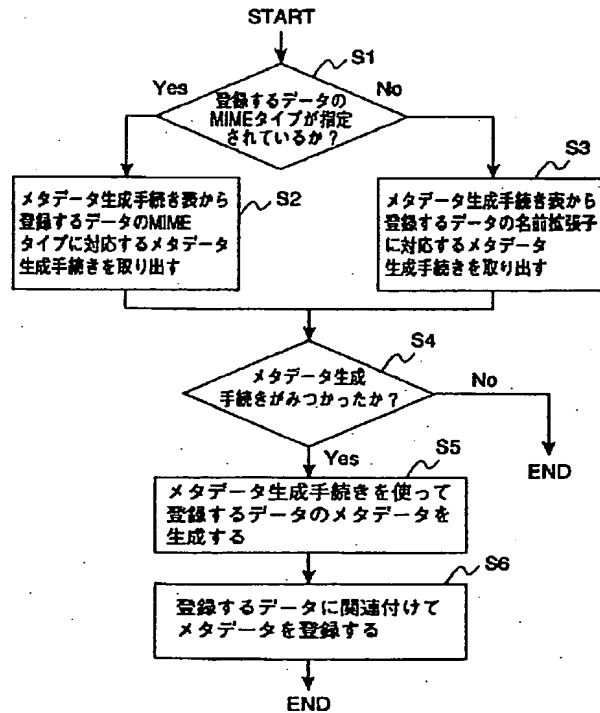 START
S1
Yes
No
登録するデータの
MIMEタイプが指定
されているか?
S2
メタデータ生成手続き表から
登録するデータのMIME
タイプに対応するメタデータ
生成手続きを取り出す
S3
メタデータ生成手続き表から
登録するデータの名前拡張子
に対応するメタデータ
生成手続きを取り出す
S4
メタデータ生成
手続きがみつかったか?
No
END
Yes
S5
メタデータ生成手続きを使って
登録するデータのメタデータを
生成する
S6
登録するデータに関連付けて
メタデータを登録する
END